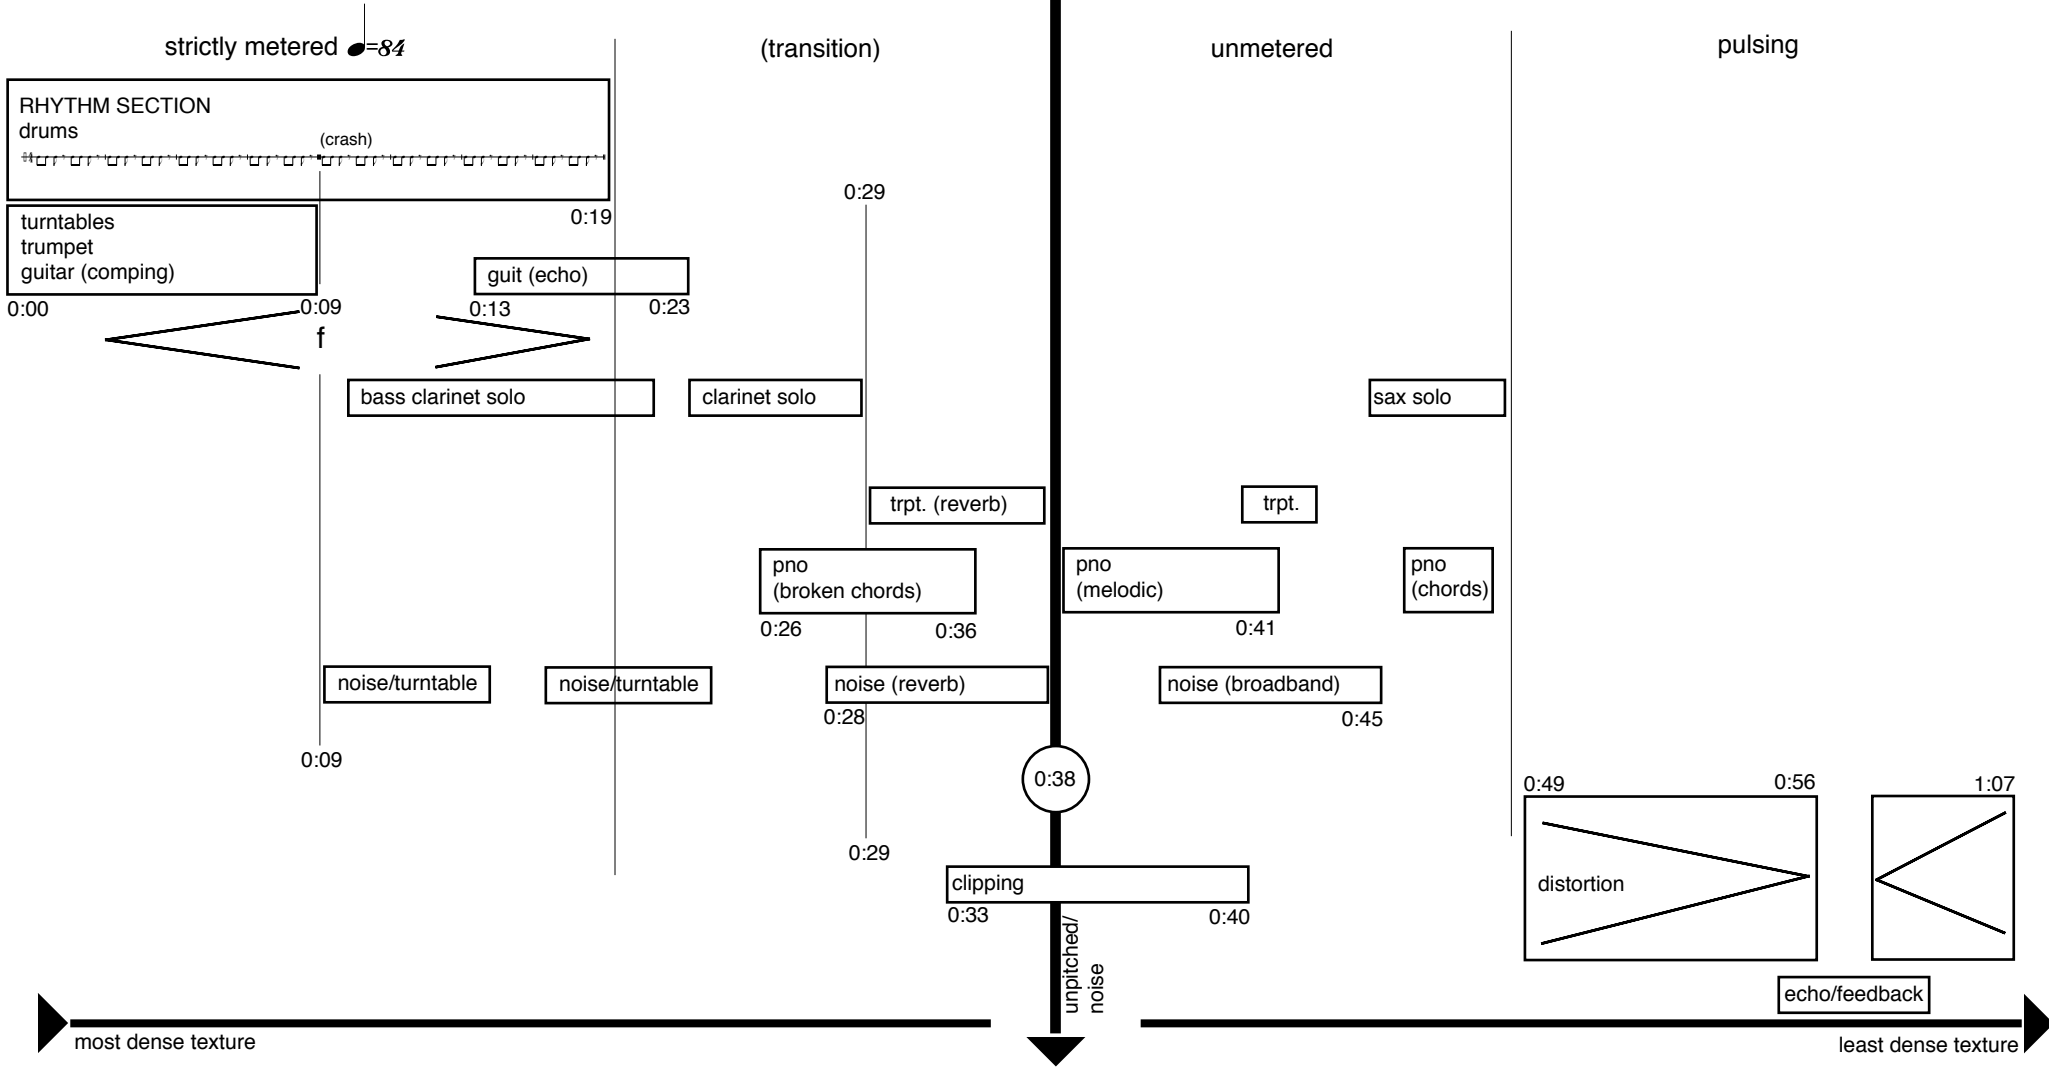 strictly metered ♩=84
(transition)
unmetered
pulsing
RHYTHM SECTION
drums
(crash)
0:19
0:29
turntables
trumpet
guitar (comping)
0:00
0:09
guit (echo)
0:13
0:23
f
bass clarinet solo
clarinet solo
sax solo
trpt. (reverb)
trpt.
pno
(broken chords)
0:26
0:36
pno
(melodic)
0:41
pno
(chords)
noise/turntable
noise/turntable
noise (reverb)
0:28
noise (broadband)
0:45
0:09
0:38
0:29
clipping
0:33
0:40
unpitched/
noise
0:49
0:56
distortion
1:07
echo/feedback
most dense texture
least dense texture